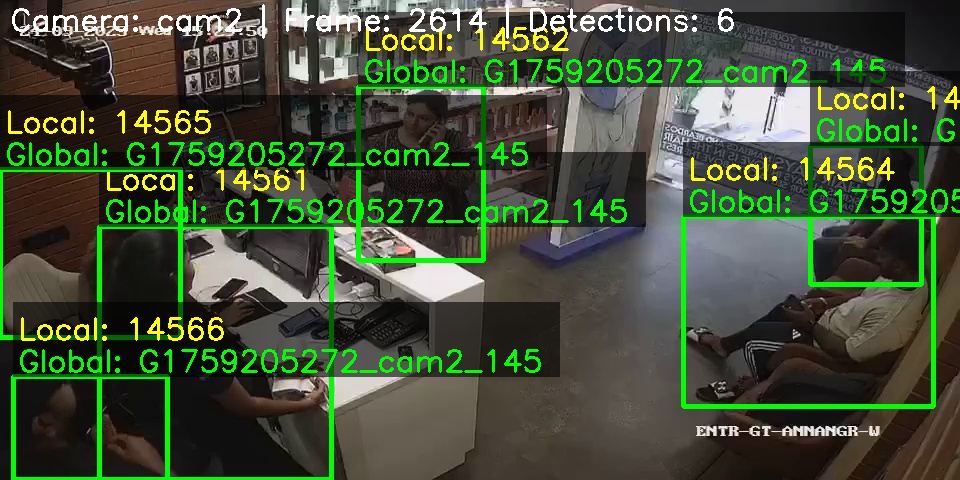 Camera: cam2 | Frame: 2614 | Detections: 6
Local: 14562
Global: G1759205272_cam2_145
Local: 14
Global: G
Local: 14565
Global: G1759205272_cam2_145
Local: 14561
Global: G1759205272_cam2_145
Local: 14564
Global: G1759205
Local: 14566
Global: G1759205272_cam2_145
ENTR-GT-ANNANGR-W